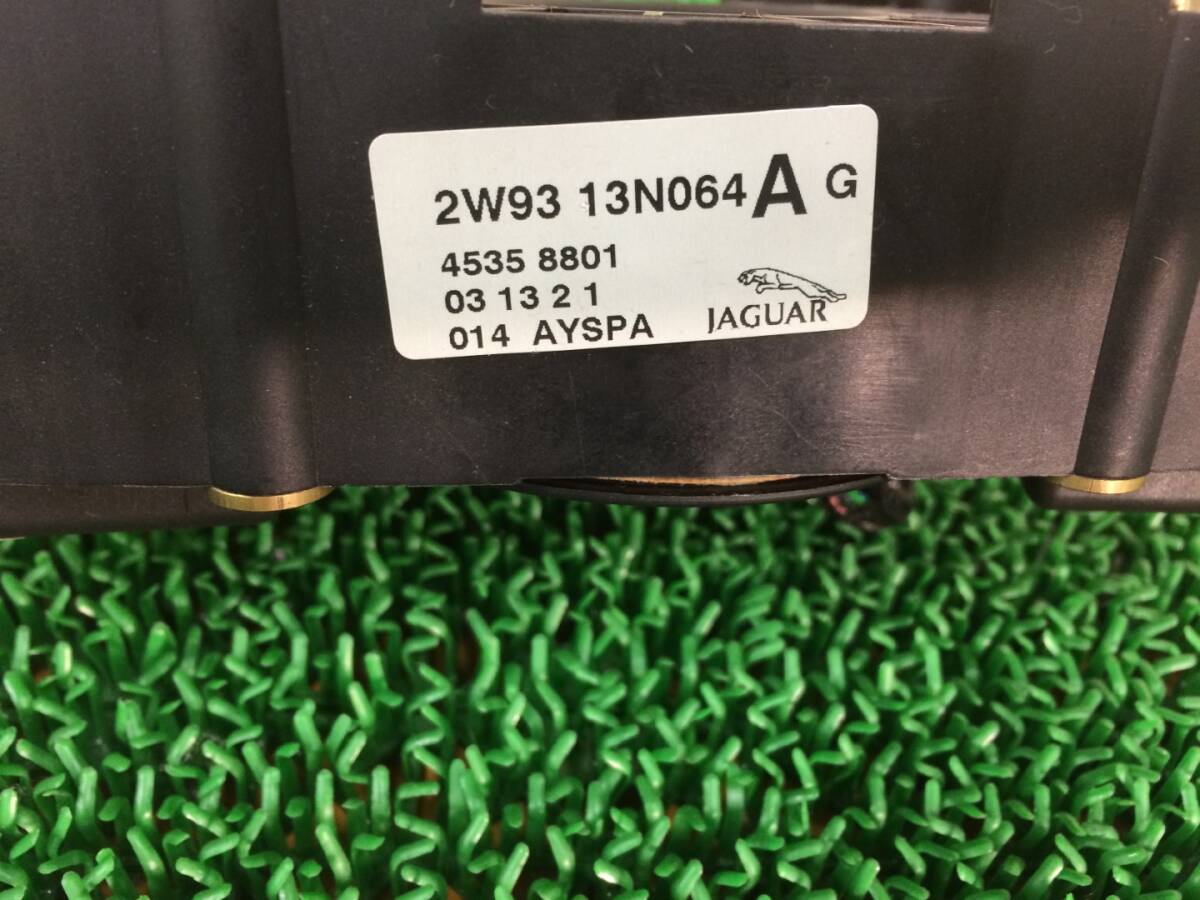 2W93 13N064 A G
4535 8801
03 13 2 1
014 AYSPA
JAGUAR